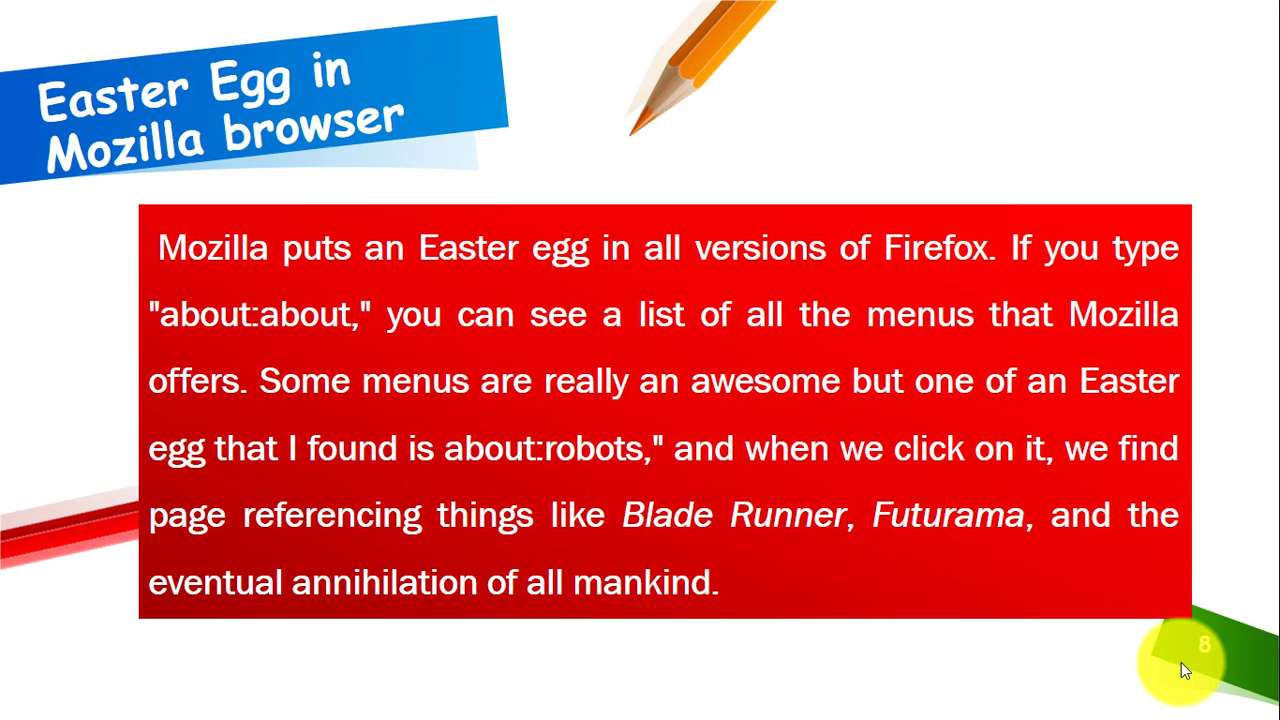 Easter Egg in
Mozilla browser
Mozilla puts an Easter egg in all versions of Firefox. If you type
"about:about," you can see a list of all the menus that Mozilla
offers. Some menus are really an awesome but one of an Easter
egg that I found is about:robots," and when we click on it, we find
page referencing things like Blade Runner, Futurama, and the
eventual annihilation of all mankind.
8